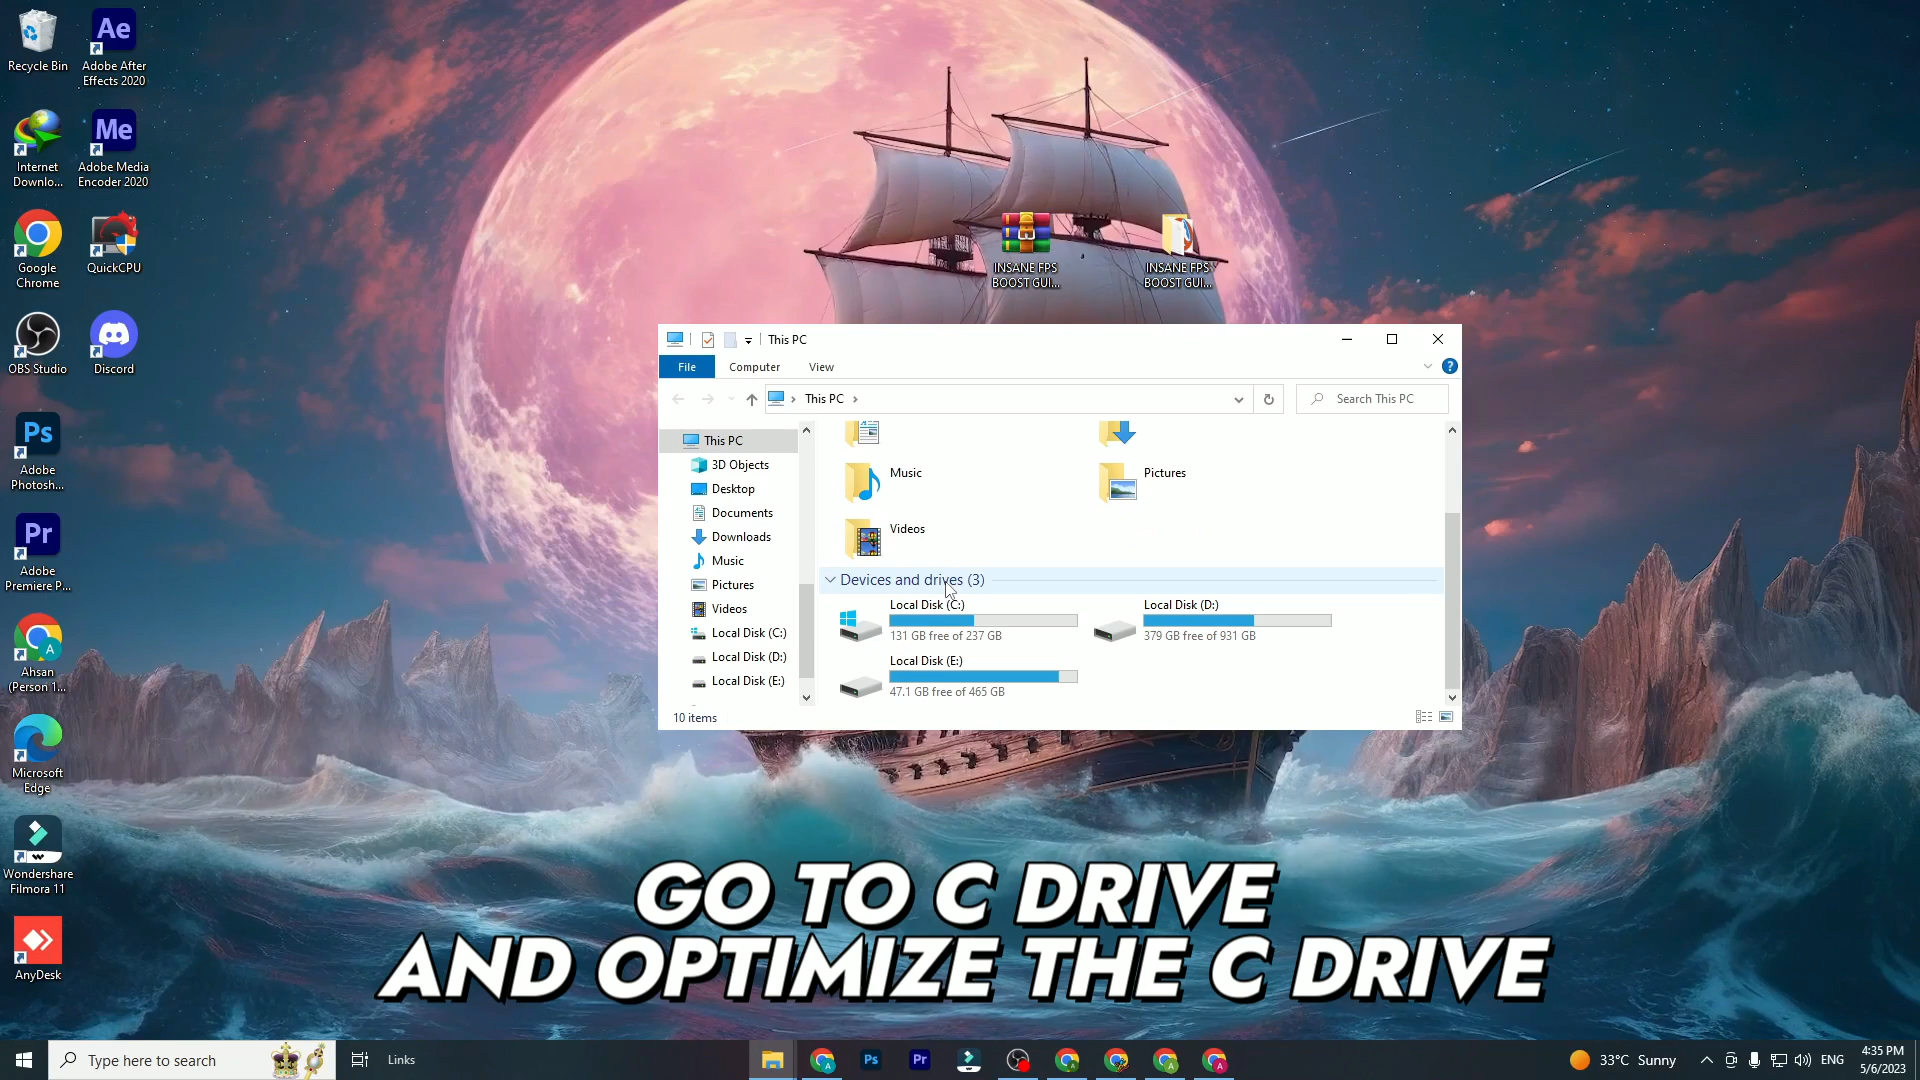 Recycle Bin
Adobe After
Effects 2020
Internet
Downlo...
Adobe Media
Encoder 2020
Google
Chrome
QuickCPU
OBS Studio
Discord
Adobe
Photosh...
Adobe
Premiere P...
Ahsan
(Person 1...
Microsoft
Edge
Wondershare
Filmora 11
AnyDesk
INSANE FPS
BOOST GUI...
INSANE FPS
BOOST GUI...
This PC
File
Computer
View
This PC
Search This PC
This PC
3D Objects
Desktop
Documents
Downloads
Music
Pictures
Videos
Local Disk (C:)
Local Disk (D:)
Local Disk (E:)
Music
Pictures
Videos
Devices and drives (3)
Local Disk (C:)
131 GB free of 237 GB
Local Disk (D:)
379 GB free of 931 GB
Local Disk (E:)
47.1 GB free of 465 GB
10 items
GO TO C DRIVE
AND OPTIMIZE THE C DRIVE
Type here to search
Links
33°C Sunny
ENG
4:35 PM
5/6/2023